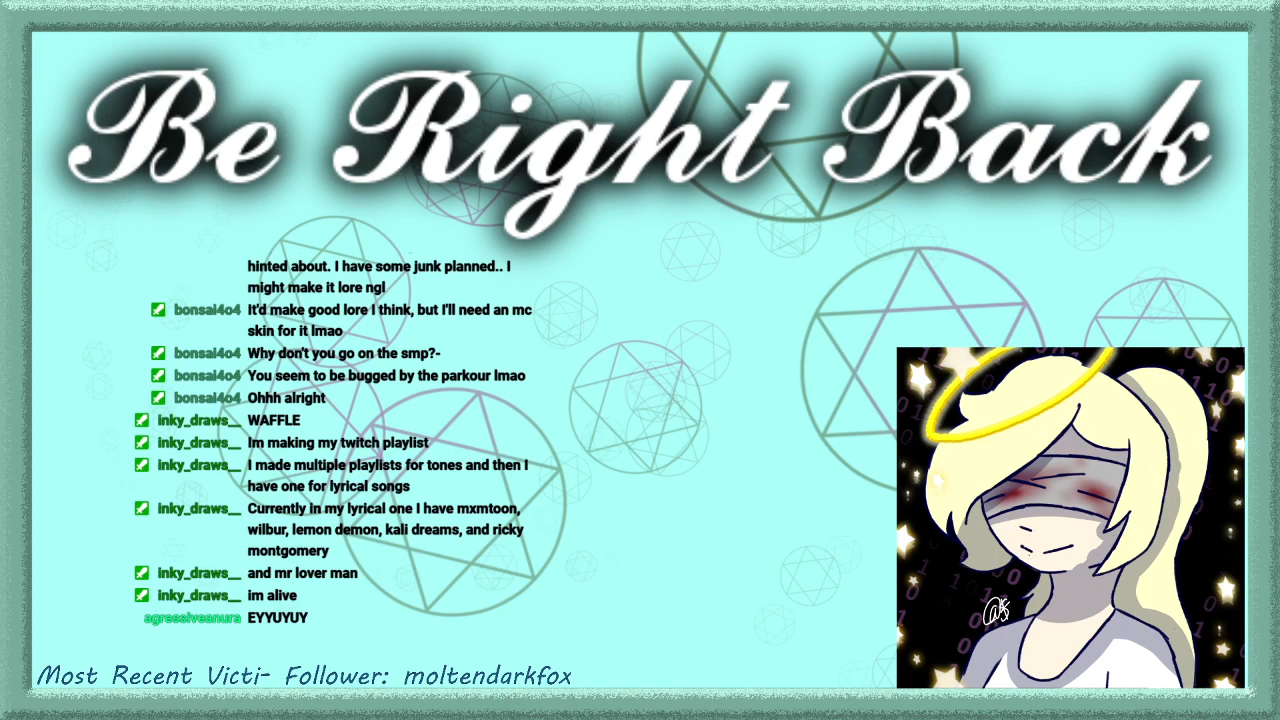 Be Right Back
hinted about. I have some junk planned.. I
might make it lore ngl
bonsai4o4 It'd make good lore I think, but I'll need an mc
skin for it lmao
bonsai4o4 Why don't you go on the smp?-
bonsai4o4 You seem to be bugged by the parkour lmao
bonsai4o4 Ohhh alright
inky_draws__ WAFFLE
inky_draws__ Im making my twitch playlist
inky_draws__ I made multiple playlists for tones and then I
have one for lyrical songs
inky_draws__ Currently in my lyrical one I have mxmtoon,
wilbur, lemon demon, kali dreams, and ricky
montgomery
inky_draws__ and mr lover man
inky_draws__ im alive
agressiveanura EYYUYUY
Most Recent Victi- Follower: moltendarkfox